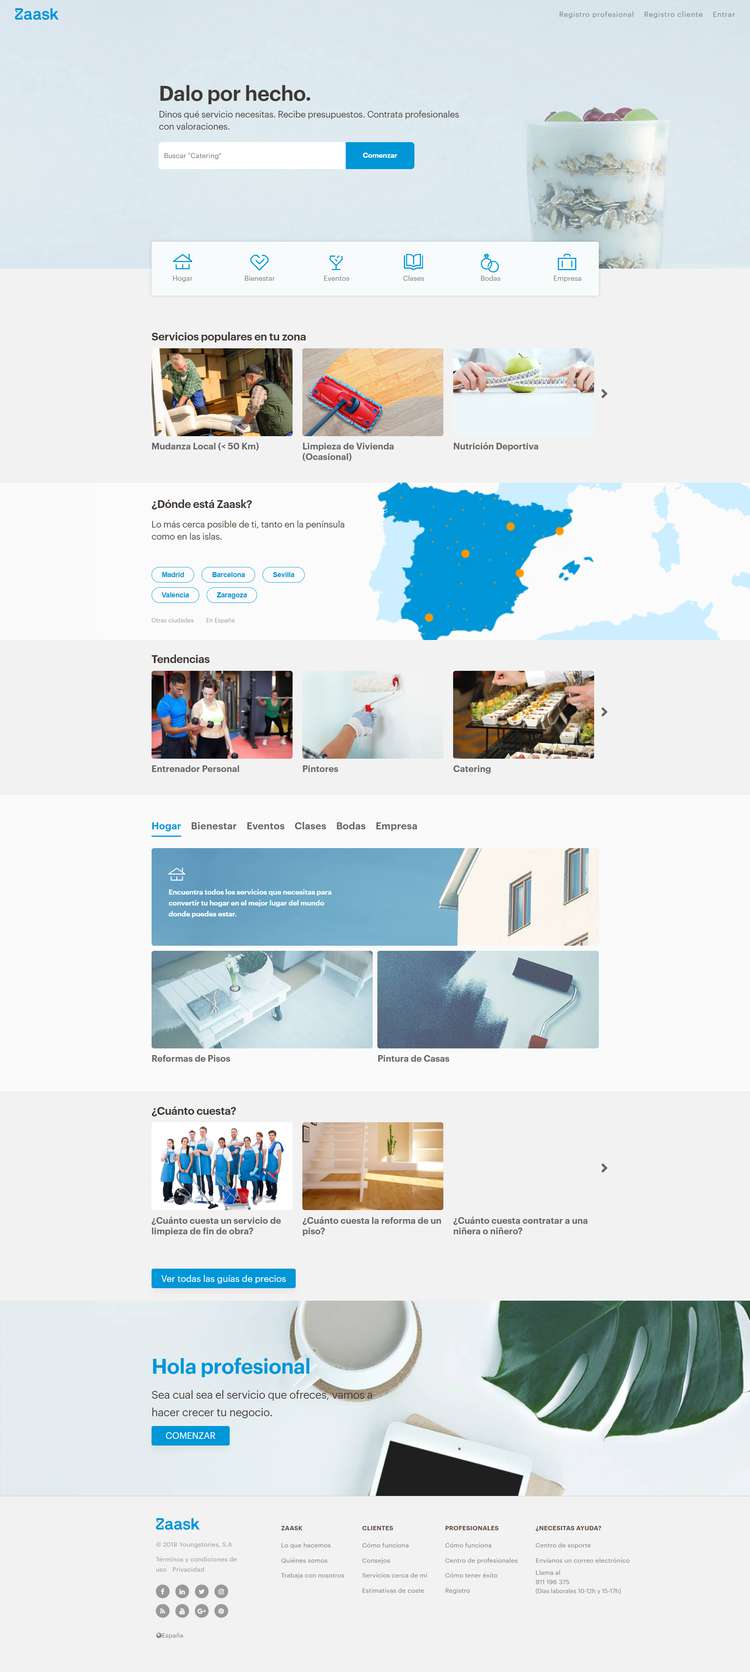 Zaask
Registro profesional Registro cliente Entrar
Dalo por hecho.
Dinos qué servicio necesitas. Recibe presupuestos. Contrata profesionales
con valoraciones.
Buscar "Catering" Comenzar
Hogar Bienestar Eventos Clases Bodas Empresa
Servicios populares en tu zona
Mudanza Local (< 50 Km)
Limpieza de Vivienda
(Ocasional)
Nutrición Deportiva
¿Dónde está Zaask?
Lo más cerca posible de ti, tanto en la península
como en las islas.
Madrid Barcelona Sevilla
Valencia Zaragoza
Otras ciudades En España
Tendencias
Entrenador Personal Pintores Catering
Hogar Bienestar Eventos Clases Bodas Empresa
Encuentra todos los servicios que necesitas para
convertir tu hogar en el mejor lugar del mundo
donde puedes estar.
Reformas de Pisos Pintura de Casas
¿Cuánto cuesta?
¿Cuánto cuesta un servicio de
limpieza de fin de obra?
¿Cuánto cuesta la reforma de un
piso?
¿Cuánto cuesta contratar a una
niñera o niñero?
Ver todas las guías de precios
Hola profesional
Sea cual sea el servicio que ofreces, vamos a
hacer crecer tu negocio.
COMENZAR
Zaask
© 2018 Youngstories, S.A
Términos y condiciones de
uso Privacidad
España
ZAASK
Lo que hacemos
Quiénes somos
Trabaja con nosotros
CLIENTES
Cómo funciona
Consejos
Servicios cerca de mi
Estimativas de coste
PROFESIONALES
Cómo funciona
Centro de profesionales
Cómo tener éxito
Registro
¿NECESITAS AYUDA?
Centro de soporte
Envíanos un correo electrónico
Llama al
911 198 375
(Días laborales 10-12h y 15-17h)